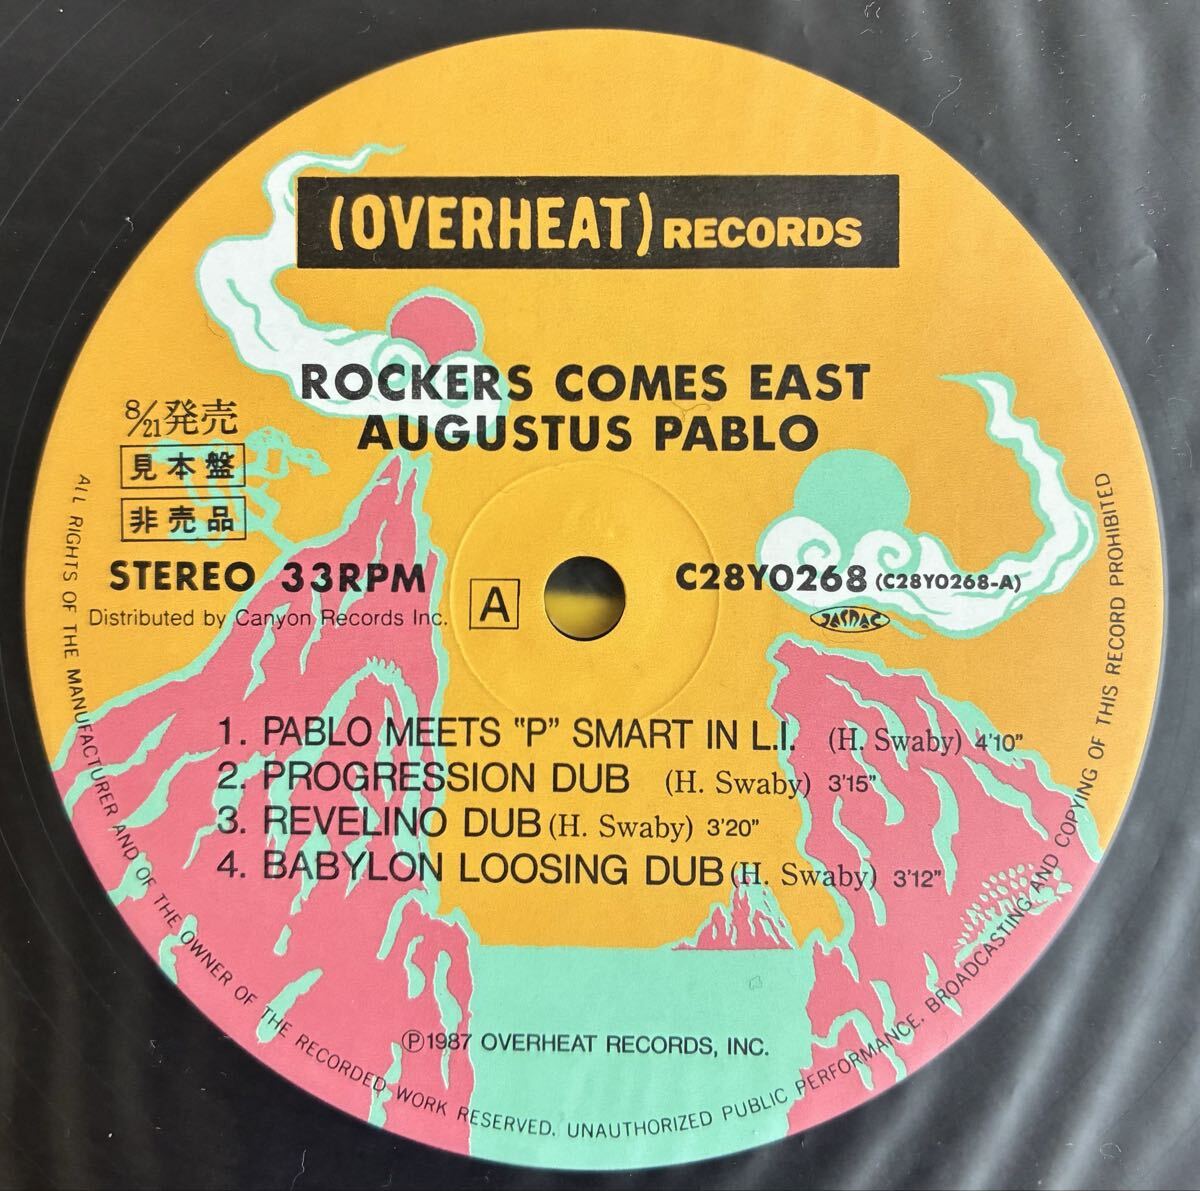 (OVERHEAT) RECORDS
ROCKERS COMES EAST
AUGUSTUS PABLO
8/21発売
見本盤
非売品
STEREO 33RPM
Distributed by Canyon Records Inc.
A
C28Y0268 (C28Y0268-A)
JASRAC
1. PABLO MEETS "P" SMART IN L.I. (H. Swaby) 4'10"
2. PROGRESSION DUB (H. Swaby) 3'15"
3. REVELINO DUB (H. Swaby) 3'20"
4. BABYLON LOOSING DUB (H. Swaby) 3'12"
Ⓟ1987 OVERHEAT RECORDS, INC.
ALL RIGHTS OF THE MANUFACTURER AND OF THE OWNER OF THE RECORDED WORK RESERVED. UNAUTHORIZED PUBLIC PERFORMANCE. BROADCASTING AND COPYING OF THIS RECORD PROHIBITED